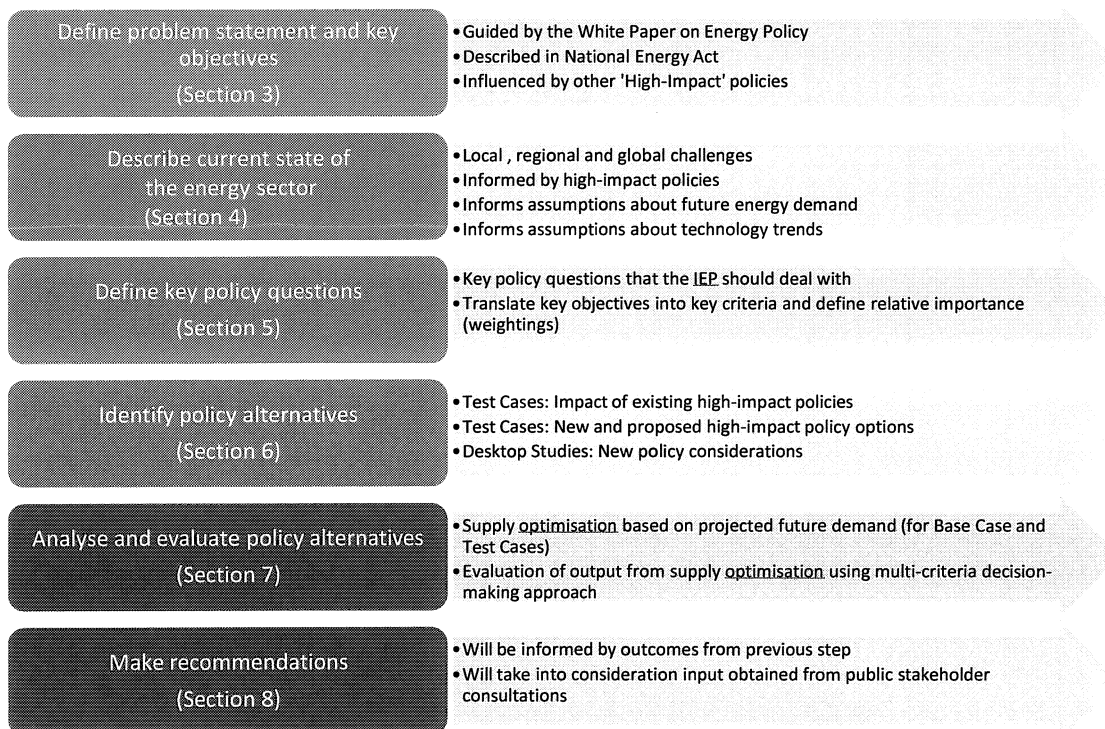 Define problem statement and key
objectives
(Section 3)
•Guided by the White Paper on Energy Policy
•Described in National Energy Act
•Influenced by other 'High-Impact' policies
Describe current state of
the energy sector
(Section 4)
•Local , regional and global challenges
•Informed by high-impact policies
•Informs assumptions about future energy demand
•Informs assumptions about technology trends
Define key policy questions
(Section 5)
•Key policy questions that the IEP should deal with
•Translate key objectives into key criteria and define relative importance
(weightings)
Identify policy alternatives
(Section 6)
•Test Cases: Impact of existing high-impact policies
•Test Cases: New and proposed high-impact policy options
•Desktop Studies: New policy considerations
Analyse and evaluate policy alternatives
(Section 7)
•Supply optimisation based on projected future demand (for Base Case and
Test Cases)
•Evaluation of output from supply optimisation using multi-criteria decision-
making approach
Make recommendations
(Section 8)
•Will be informed by outcomes from previous step
•Will take into consideration input obtained from public stakeholder
consultations